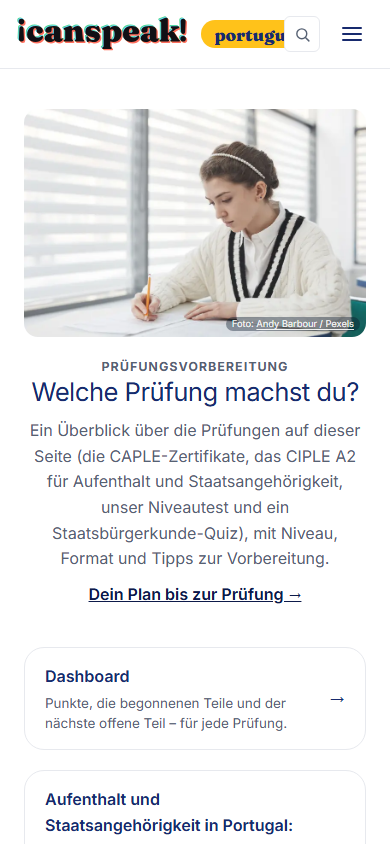 icanspeak!
portugu
Foto: Andy Barbour / Pexels
PRÜFUNGSVORBEREITUNG
Welche Prüfung machst du?
Ein Überblick über die Prüfungen auf dieser
Seite (die CAPLE-Zertifikate, das CIPLE A2
für Aufenthalt und Staatsangehörigkeit,
unser Niveautest und ein
Staatsbürgerkunde-Quiz), mit Niveau,
Format und Tipps zur Vorbereitung.
Dein Plan bis zur Prüfung →
Dashboard
Punkte, die begonnenen Teile und der
nächste offene Teil – für jede Prüfung.
→
Aufenthalt und
Staatsangehörigkeit in Portugal: